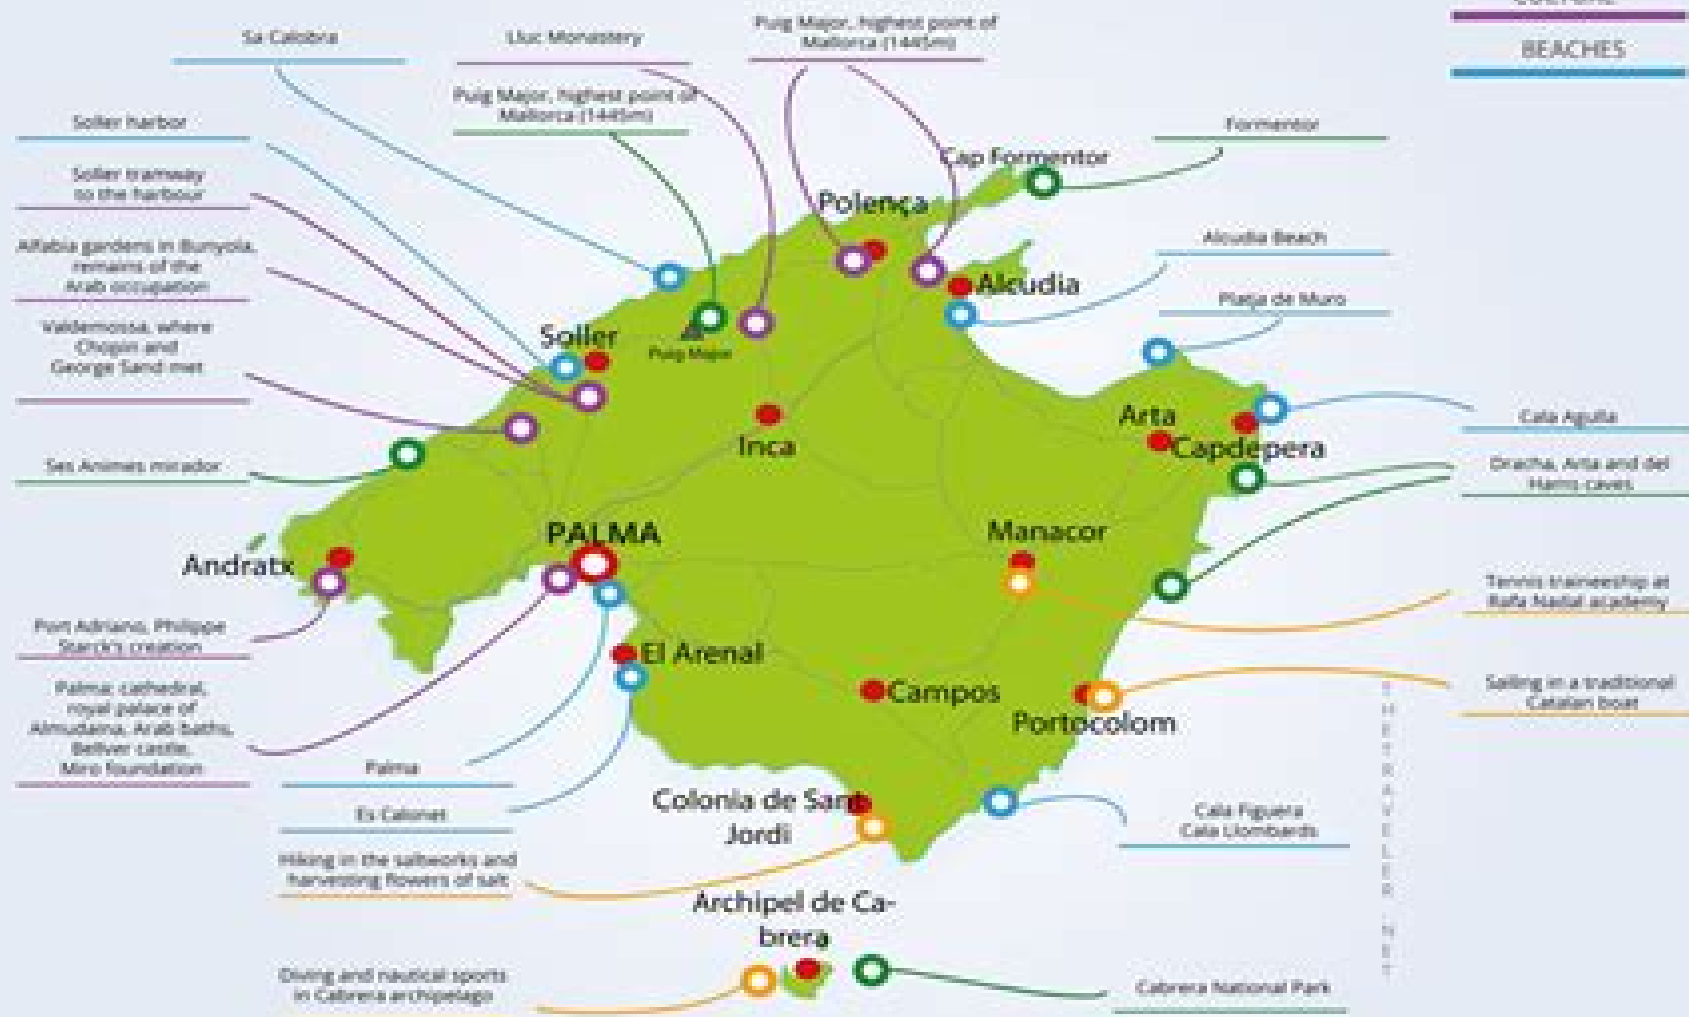 CULTURE
BEACHES
Sa Calobra
Lluc Monastery
Puig Major, highest point of
Mallorca (1445m)
Puig Major, highest point of
Mallorca (1445m)
Soller harbor
Formentor
Cap Formentor
Soller tramway
to the harbour
Polença
Alfabia gardens in Bunyola,
remains of the
Arab occupation
Alcudia Beach
Alcudia
Platja de Muro
Valdemossa, where
Chopin and
George Sand met
Soller
Puig Major
Arta
Cala Agulla
Inca
Capdepera
Ses Animes mirador
Dracha, Arta and del
Hams caves
PALMA
Manacor
Andratx
Tennis traineeship at
Rafa Nadal academy
Port Adriano, Philippe
Starck's creation
El Arenal
Campos
Sailing in a traditional
Catalan boat
Portocolom
Palma: cathedral,
royal palace of
Almudaina, Arab baths,
Bellver castle,
Miro foundation
Palma
Es Calonet
Colonia de Sant
Jordi
Cala Figuera
Cala Llombards
Hiking in the saltworks and
harvesting flowers of salt
Archipel de Ca-
brera
Diving and nautical sports
in Cabrera archipelago
Cabrera National Park